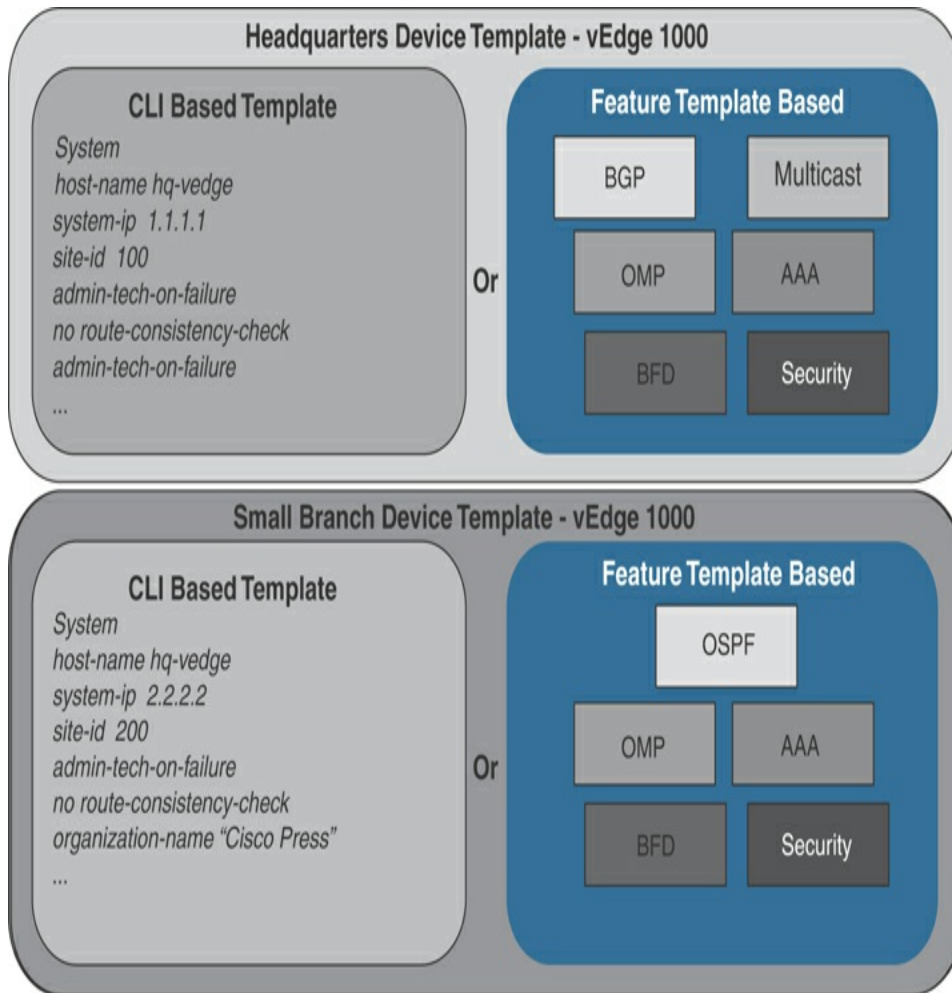 Headquarters Device Template - vEdge 1000
CLI Based Template
System
host-name hq-vedge
system-ip 1.1.1.1
site-id 100
admin-tech-on-failure
no route-consistency-check
admin-tech-on-failure
...
Or
Feature Template Based
BGP
Multicast
OMP
AAA
BFD
Security
Small Branch Device Template - vEdge 1000
CLI Based Template
System
host-name hq-vedge
system-ip 2.2.2.2
site-id 200
admin-tech-on-failure
no route-consistency-check
organization-name “Cisco Press”
...
Or
Feature Template Based
OSPF
OMP
AAA
BFD
Security